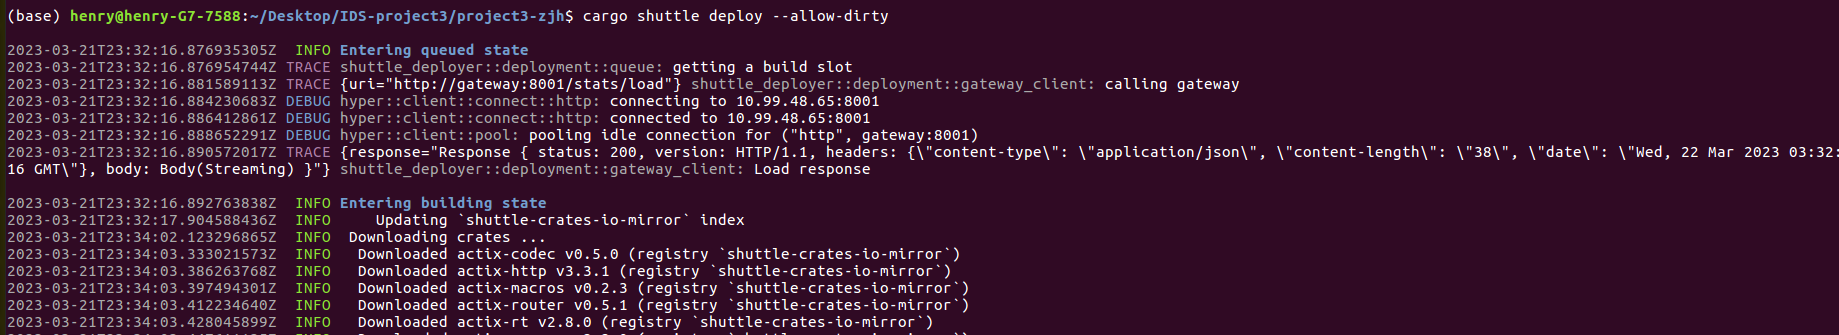 (base) henry@henry-G7-7588:~/Desktop/IDS-project3/project3-zjh$ cargo shuttle deploy --allow-dirty
2023-03-21T23:32:16.876935305Z  INFO Entering queued state
2023-03-21T23:32:16.876954744Z TRACE shuttle_deployer::deployment::queue: getting a build slot
2023-03-21T23:32:16.881589113Z TRACE {uri="http://gateway:8001/stats/load"} shuttle_deployer::deployment::gateway_client: calling gateway
2023-03-21T23:32:16.884230683Z DEBUG hyper::client::connect::http: connecting to 10.99.48.65:8001
2023-03-21T23:32:16.886412861Z DEBUG hyper::client::connect::http: connected to 10.99.48.65:8001
2023-03-21T23:32:16.888652291Z DEBUG hyper::client::pool: pooling idle connection for ("http", gateway:8001)
2023-03-21T23:32:16.890572017Z TRACE {response="Response { status: 200, version: HTTP/1.1, headers: {\"content-type\": \"application/json\", \"content-length\": \"38\", \"date\": \"Wed, 22 Mar 2023 03:32:
16 GMT\"}, body: Body(Streaming) }"} shuttle_deployer::deployment::gateway_client: Load response
2023-03-21T23:32:16.892763838Z  INFO Entering building state
2023-03-21T23:32:17.904588436Z  INFO     Updating `shuttle-crates-io-mirror` index
2023-03-21T23:34:02.123296865Z  INFO  Downloading crates ...
2023-03-21T23:34:03.333021573Z  INFO   Downloaded actix-codec v0.5.0 (registry `shuttle-crates-io-mirror`)
2023-03-21T23:34:03.386263768Z  INFO   Downloaded actix-http v3.3.1 (registry `shuttle-crates-io-mirror`)
2023-03-21T23:34:03.397494301Z  INFO   Downloaded actix-macros v0.2.3 (registry `shuttle-crates-io-mirror`)
2023-03-21T23:34:03.412234640Z  INFO   Downloaded actix-router v0.5.1 (registry `shuttle-crates-io-mirror`)
2023-03-21T23:34:03.428045899Z  INFO   Downloaded actix-rt v2.8.0 (registry `shuttle-crates-io-mirror`)